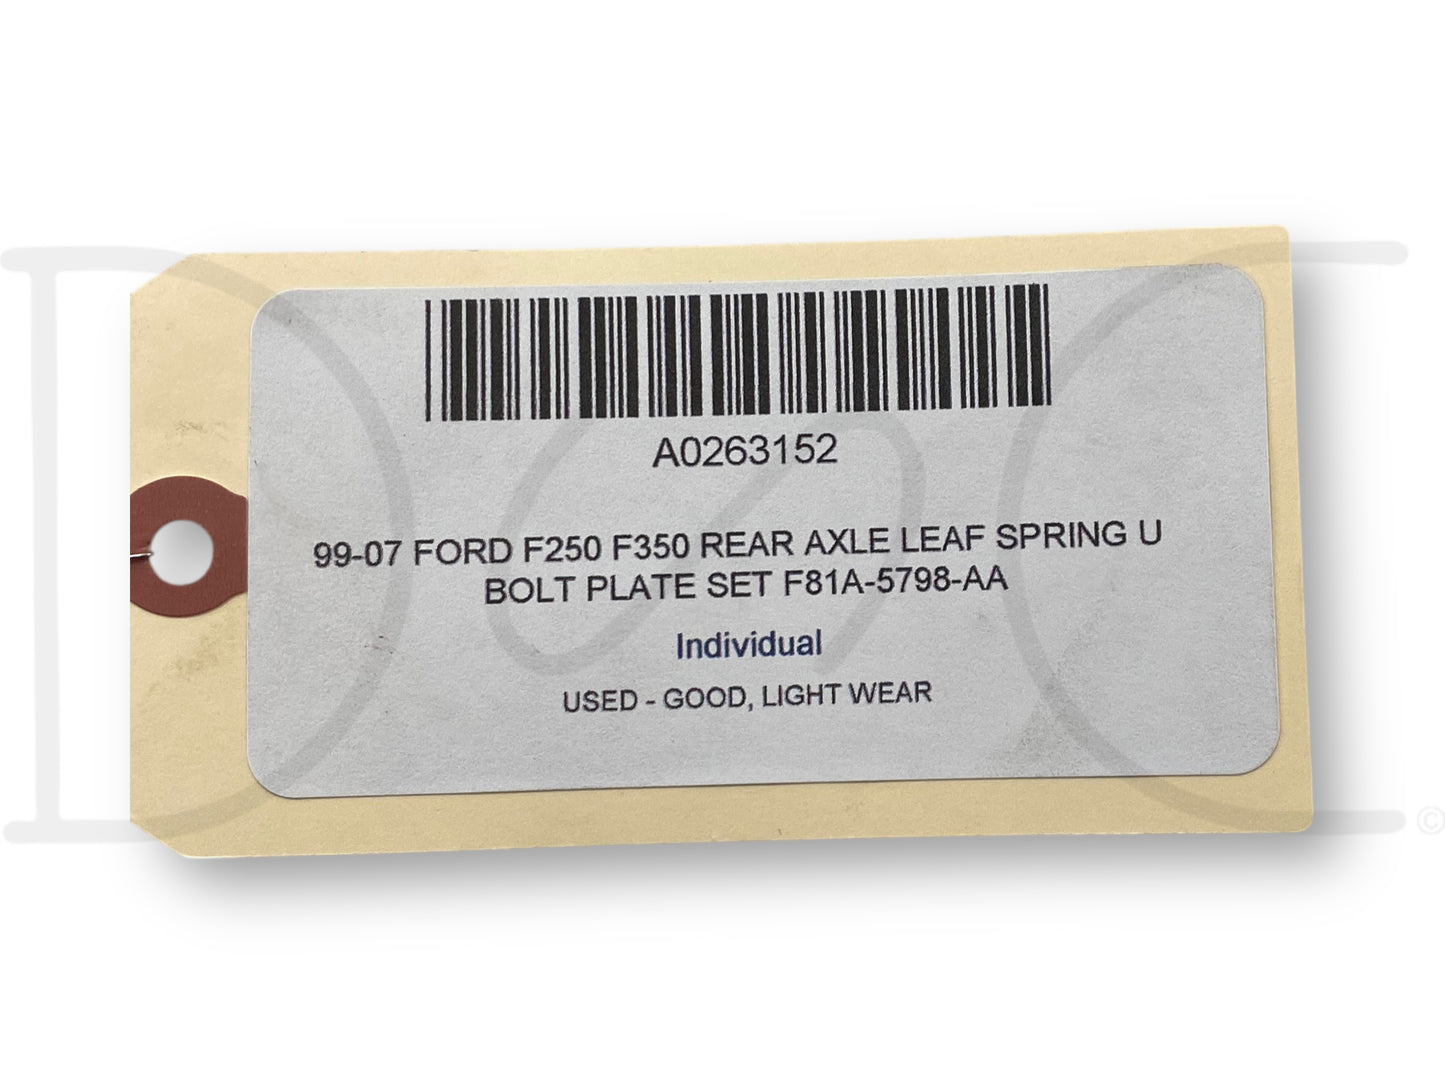 A0263152
99-07 FORD F250 F350 REAR AXLE LEAF SPRING U
BOLT PLATE SET F81A-5798-AA
Individual
USED - GOOD, LIGHT WEAR
©